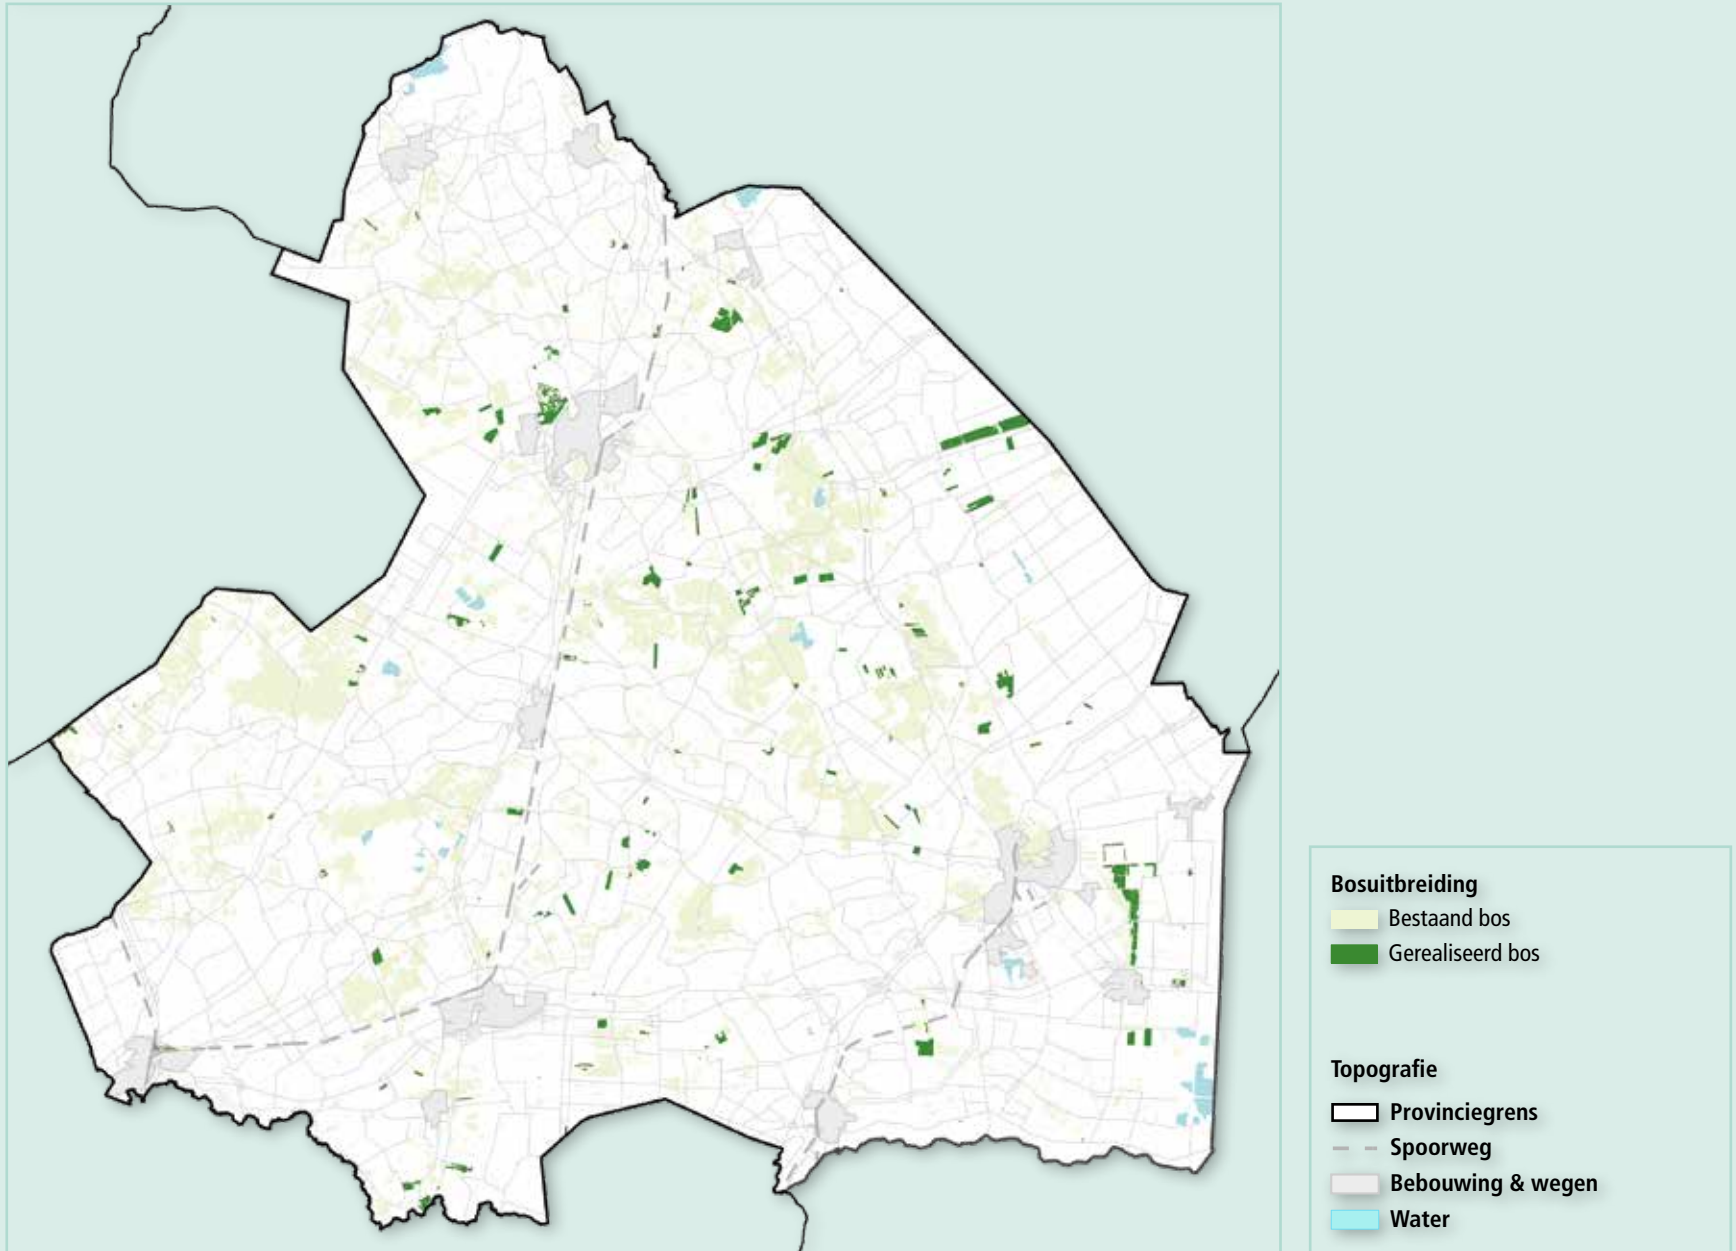 Bosuitbreiding
Bestaand bos
Gerealiseerd bos
Topografie
Provinciegrens
Spoorweg
Bebouwing & wegen
Water